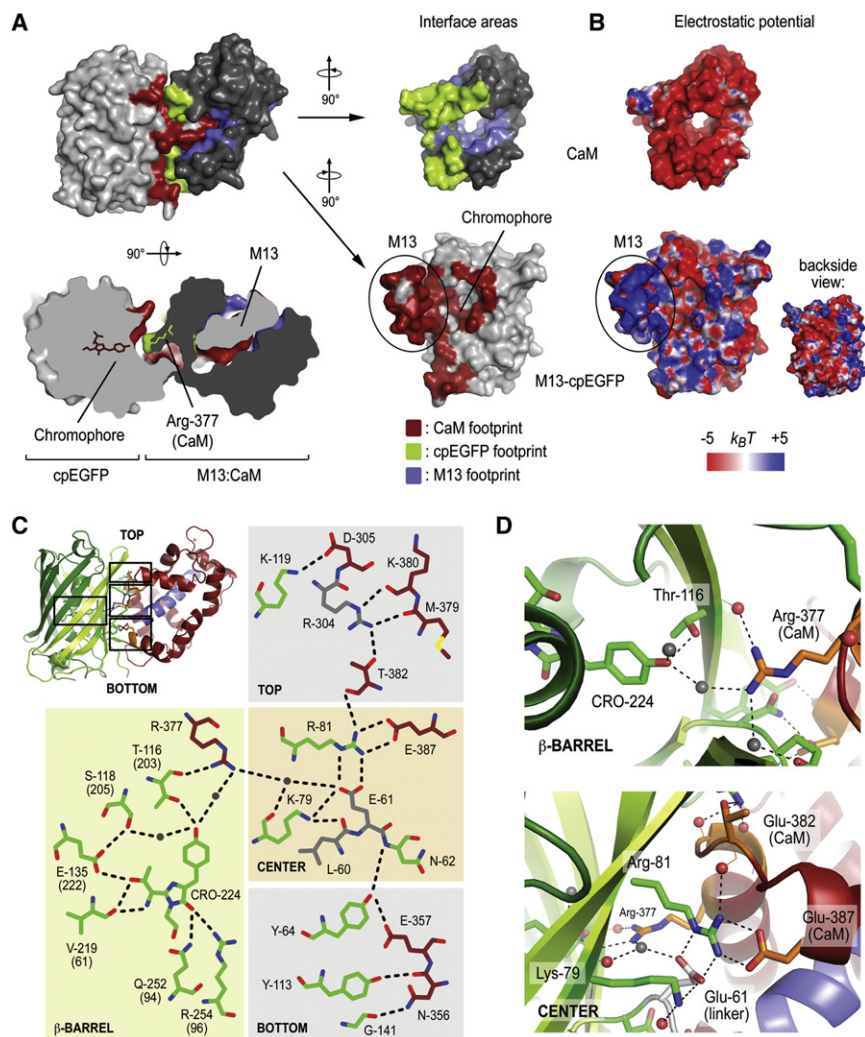 A
Interface areas
B
Electrostatic potential
90°
90°
CaM
90°
M13
M13
Chromophore
M13
backside
view:
Arg-377
(CaM)
Chromophore
M13-cpEGFP
cpEGFP
M13:CaM
: CaM footprint
: cpEGFP footprint
: M13 footprint
-5 kBT +5
C
TOP
BOTTOM
D-305
K-119
K-380
R-304
M-379
T-382
TOP
R-377
T-116
(203)
S-118
(205)
E-135
(222)
CRO-224
V-219
(61)
Q-252
(94)
R-254
(96)
β-BARREL
R-81
E-387
K-79
E-61
L-60
N-62
CENTER
Y-64
E-357
Y-113
N-356
G-141
BOTTOM
D
Thr-116
Arg-377
(CaM)
CRO-224
β-BARREL
Glu-382
(CaM)
Arg-81
Arg-377
Glu-387
(CaM)
Lys-79
Glu-61
(linker)
CENTER